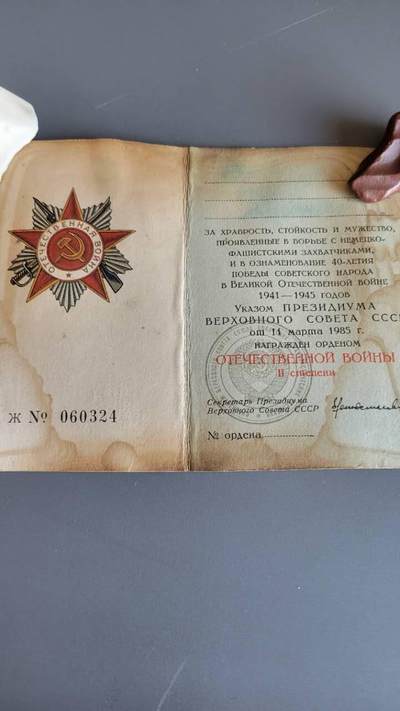 ОТЕЧЕСТВЕННАЯ ВОЙНА
Ж № 060324
ЗА ХРАБРОСТЬ, СТОЙКОСТЬ И МУЖЕСТВО,
ПРОЯВЛЕННЫЕ В БОРЬБЕ С НЕМЕЦКО-
ФАШИСТСКИМИ ЗАХВАТЧИКАМИ,
И В ОЗНАМЕНОВАНИЕ 40-ЛЕТИЯ
ПОБЕДЫ СОВЕТСКОГО НАРОДА
В ВЕЛИКОЙ ОТЕЧЕСТВЕННОЙ ВОЙНЕ
1941—1945 ГОДОВ
УКАЗОМ ПРЕЗИДИУМА
ВЕРХОВНОГО СОВЕТА СССР
от 14 марта 1985 г.
НАГРАЖДЕН ОРДЕНОМ
ОТЕЧЕСТВЕННОЙ ВОЙНЫ
II степени
Секретарь Президиума
Верховного Совета СССР
№ ордена